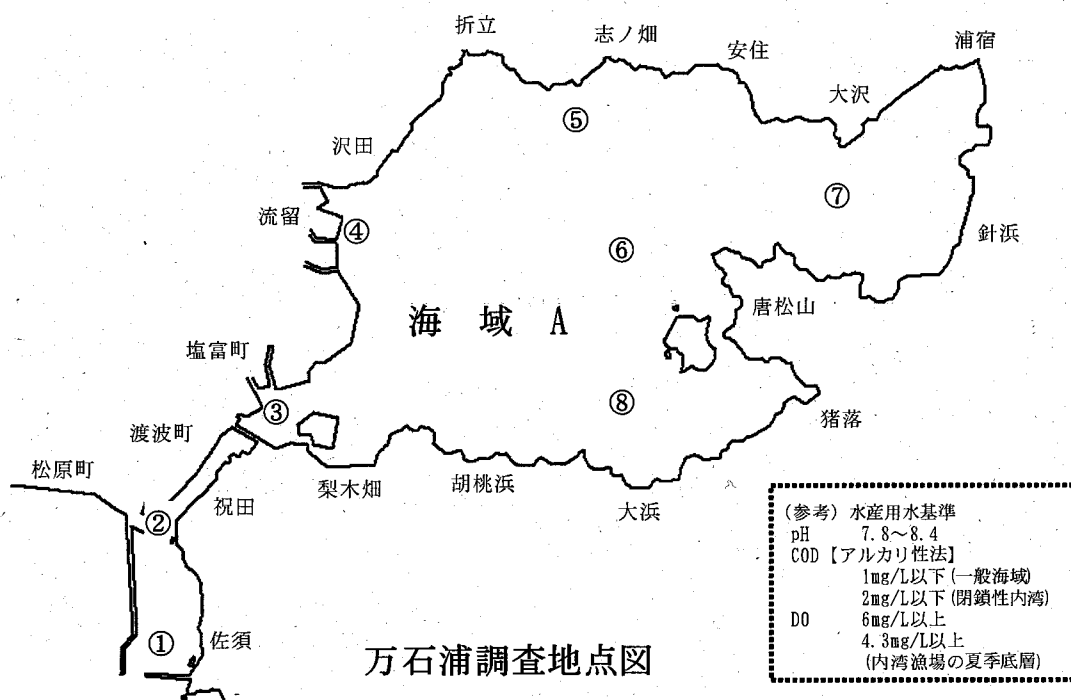 折立
志ノ畑
安住
浦宿
大沢
⑤
沢田
⑦
流留
④
針浜
⑥
唐松山
海域A
塩富町
③
⑧
猪落
渡波町
松原町
梨木畑
胡桃浜
祝田
大浜
②
①
佐須
万石浦調査地点図
(参考) 水産用水基準
pH 7.8～8.4
COD【アルカリ性法】
1mg/L以下(一般海域)
2mg/L以下(閉鎖性内湾)
DO 6mg/L以上
4.3mg/L以上
(内湾漁場の夏季底層)